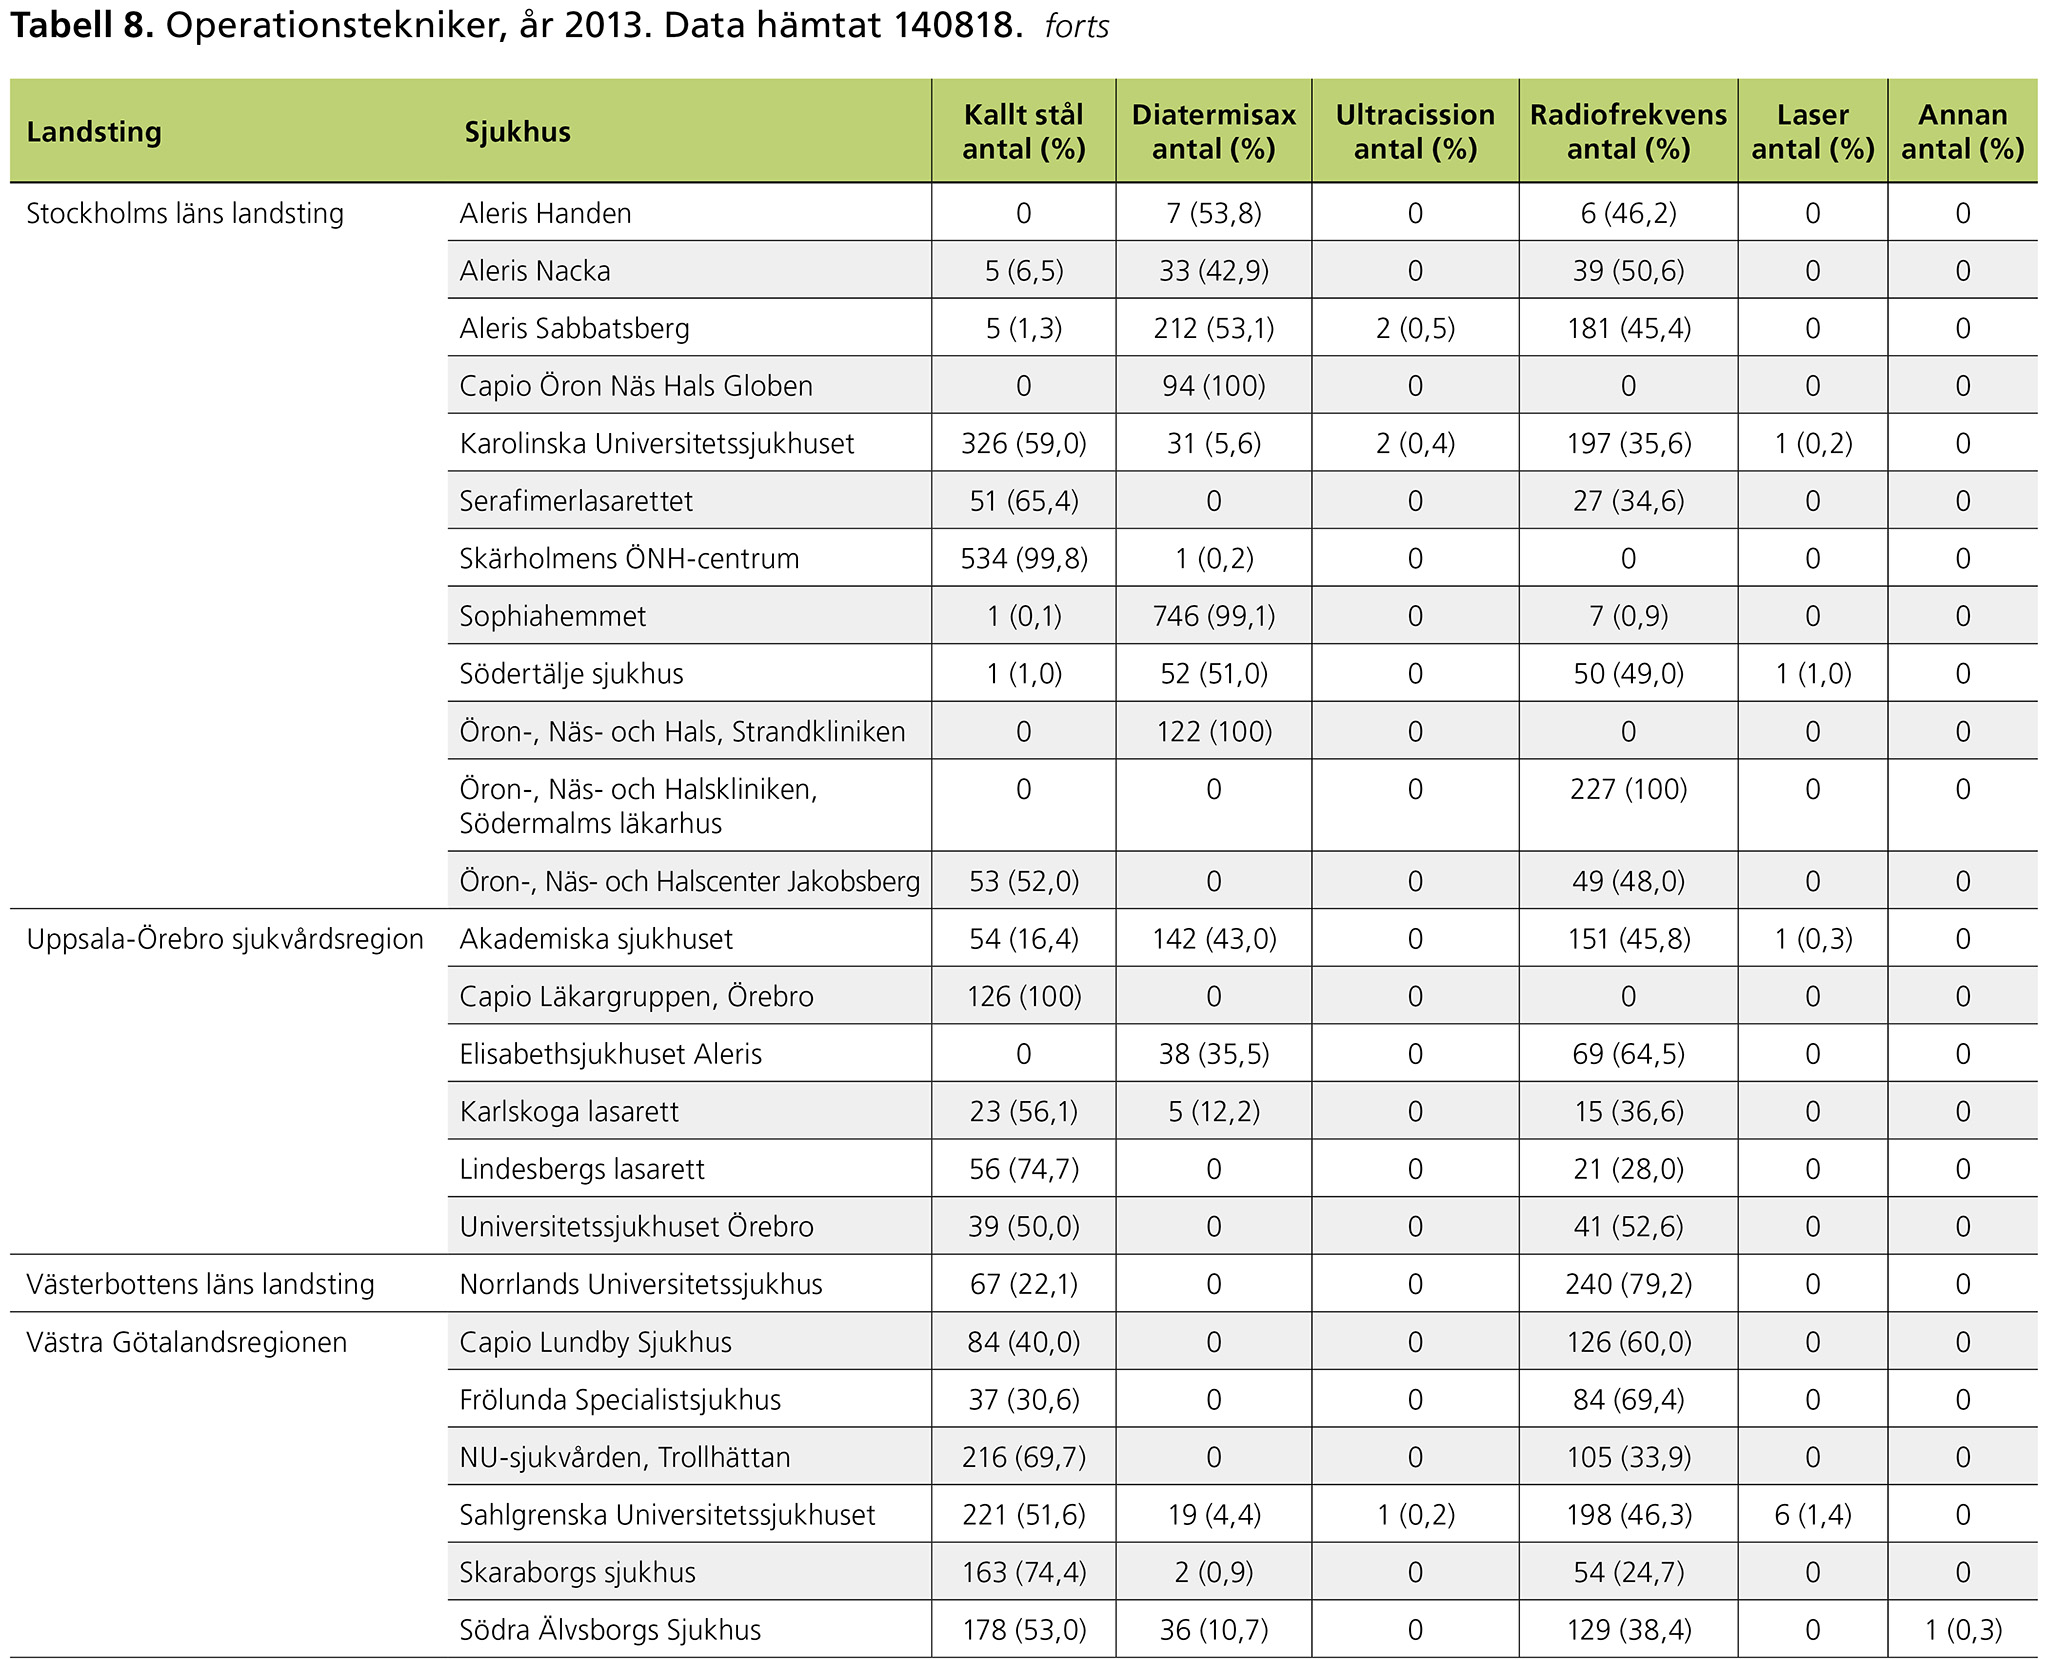 Tabell 8. Operationstekniker, år 2013. Data hämtat 140818. forts
Landsting Sjukhus Kallt stål antal (%) Diatermisax antal (%) Ultracission antal (%) Radiofrekvens antal (%) Laser antal (%) Annan antal (%)
Stockholms läns landsting Aleris Handen 0 7 (53,8) 0 6 (46,2) 0 0
Aleris Nacka 5 (6,5) 33 (42,9) 0 39 (50,6) 0 0
Aleris Sabbatsberg 5 (1,3) 212 (53,1) 2 (0,5) 181 (45,4) 0 0
Capio Öron Näs Hals Globen 0 94 (100) 0 0 0 0
Karolinska Universitetssjukhuset 326 (59,0) 31 (5,6) 2 (0,4) 197 (35,6) 1 (0,2) 0
Serafimerlasarettet 51 (65,4) 0 0 27 (34,6) 0 0
Skärholmens ÖNH-centrum 534 (99,8) 1 (0,2) 0 0 0 0
Sophiahemmet 1 (0,1) 746 (99,1) 0 7 (0,9) 0 0
Södertälje sjukhus 1 (1,0) 52 (51,0) 0 50 (49,0) 1 (1,0) 0
Öron-, Näs- och Hals, Strandkliniken 0 122 (100) 0 0 0 0
Öron-, Näs- och Halskliniken, 0 0 0 227 (100) 0 0
Södermalms läkarhus
Öron-, Näs- och Halscenter Jakobsberg 53 (52,0) 0 0 49 (48,0) 0 0
Uppsala-Örebro sjukvårdsregion Akademiska sjukhuset 54 (16,4) 142 (43,0) 0 151 (45,8) 1 (0,3) 0
Capio Läkargruppen, Örebro 126 (100) 0 0 0 0 0
Elisabethsjukhuset Aleris 0 38 (35,5) 0 69 (64,5) 0 0
Karlskoga lasarett 23 (56,1) 5 (12,2) 0 15 (36,6) 0 0
Lindesbergs lasarett 56 (74,7) 0 0 21 (28,0) 0 0
Universitetssjukhuset Örebro 39 (50,0) 0 0 41 (52,6) 0 0
Västerbottens läns landsting Norrlands Universitetssjukhus 67 (22,1) 0 0 240 (79,2) 0 0
Västra Götalandsregionen Capio Lundby Sjukhus 84 (40,0) 0 0 126 (60,0) 0 0
Frölunda Specialistsjukhus 37 (30,6) 0 0 84 (69,4) 0 0
NU-sjukvården, Trollhättan 216 (69,7) 0 0 105 (33,9) 0 0
Sahlgrenska Universitetssjukhuset 221 (51,6) 19 (4,4) 1 (0,2) 198 (46,3) 6 (1,4) 0
Skaraborgs sjukhus 163 (74,4) 2 (0,9) 0 54 (24,7) 0 0
Södra Älvsborgs Sjukhus 178 (53,0) 36 (10,7) 0 129 (38,4) 0 1 (0,3)